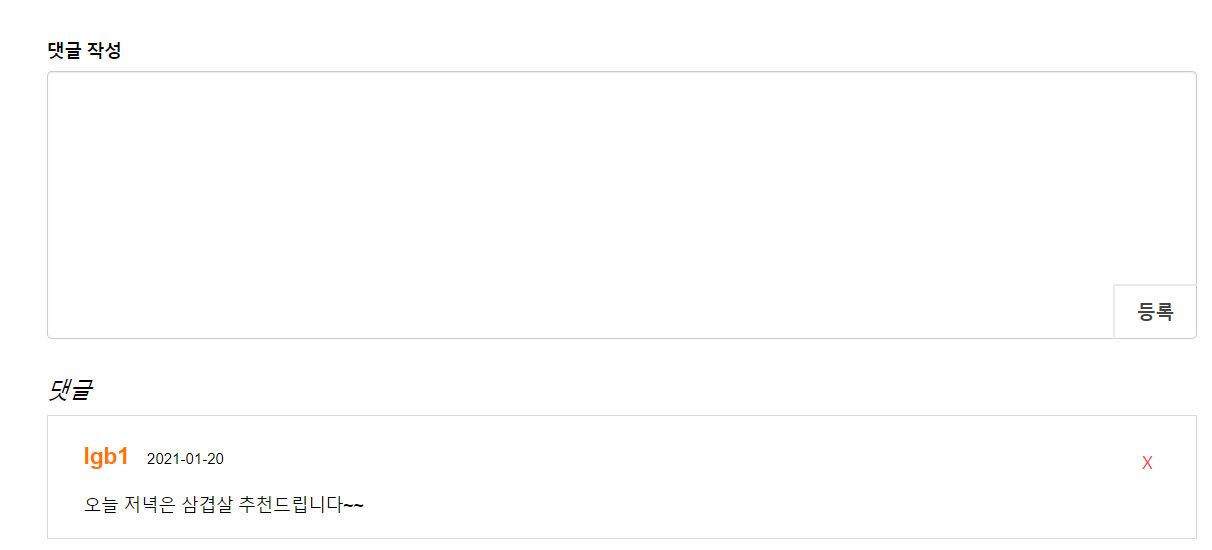 댓글 작성
등록
댓글
lgb1 2021-01-20
X
오늘 저녁은 삼겹살 추천드립니다~~